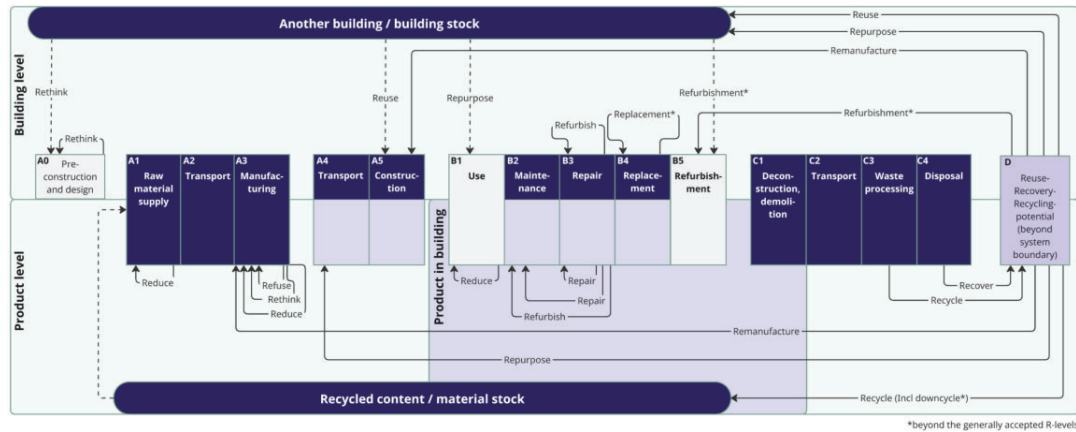 Another building / building stock
Reuse
Repurpose
Remanufacture
Building level
Rethink
Reuse
Repurpose
Refurbishment*
Refurbishment*
Replacement*
Refurbish
Rethink
A0
Pre-
construction
and design
A1
Raw
material
supply
A2
Transport
A3
Manufac-
turing
A4
Transport
A5
Construc-
tion
B1
Use
B2
Mainte-
nance
B3
Repair
B4
Replace-
ment
B5
Refurbish-
ment
C1
Decon-
struction,
demoli-
tion
C2
Transport
C3
Waste
processing
C4
Disposal
D
Reuse-
Recovery-
Recycling-
potential
(beyond
system
boundary)
Product level
Product in building
Reduce
Refuse
Rethink
Reduce
Reduce
Repair
Repair
Refurbish
Recover
Recycle
Remanufacture
Repurpose
Recycled content / material stock
Recycle (Incl downcycle*)
*beyond the generally accepted R-levels